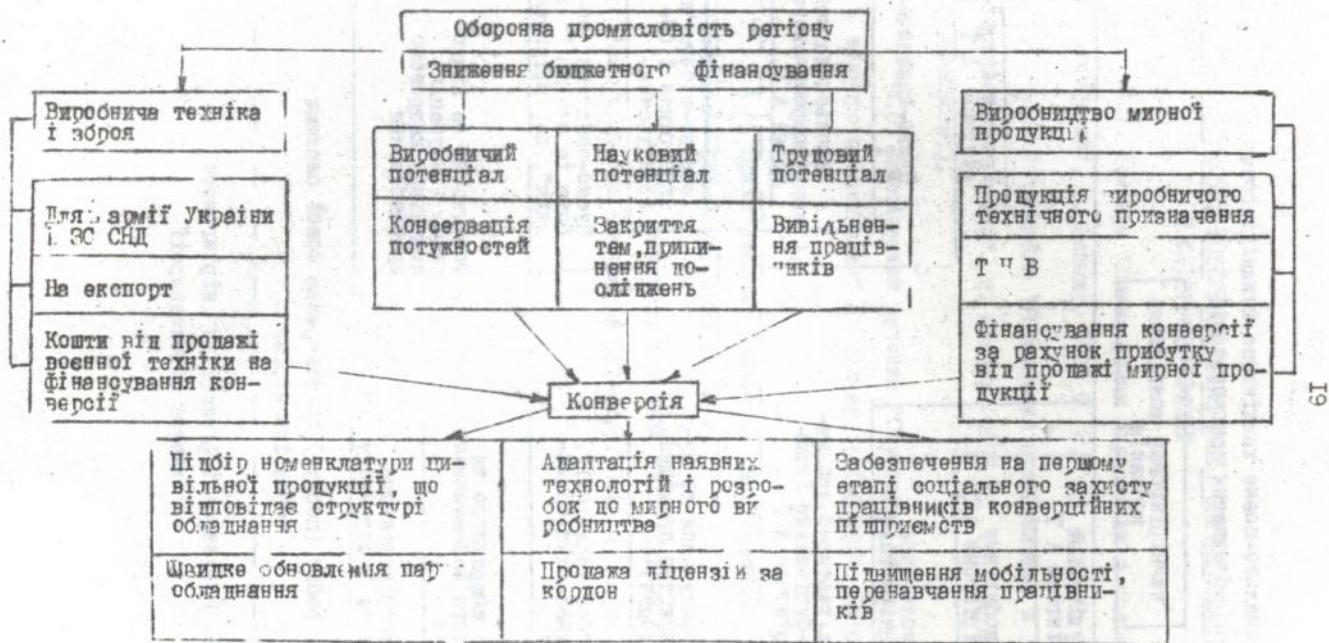 Оборонна промисловість регіону
Зниження бюджетного фінансування
Виробнича техніка
і зброя
Для армії України
і ЗС СНД
На експорт
Кошти від продажі
воєнної техніки на
фінансування кон-
версії
Виробничий
потенціал
Науковий
потенціал
Трудовий
потенціал
Консервація
потужностей
Закриття
тем, припи-
нення до-
сліджень
Вивільнен-
ня праців-
ників
Виробництво мирної
продукції
Продукція виробничого
технічного призначення
Т Н В
Фінансування конверсії
за рахунок прибутку
від продажі мирної про-
дукції
Конверсія
Підбір номенклатури ци-
вільної продукції, що
відповідає структурі
обладнання
Адаптація наявних
технологій і розро-
бок до мирного ви
робництва
Забезпечення на першому
етапі соціального захисту
працівників конверційних
підприємств
Швидке обновлення пар
обладнання
Продажа ліцензій за
кордон
Підвищення мобільності,
перенавчання працівни-
ків
19